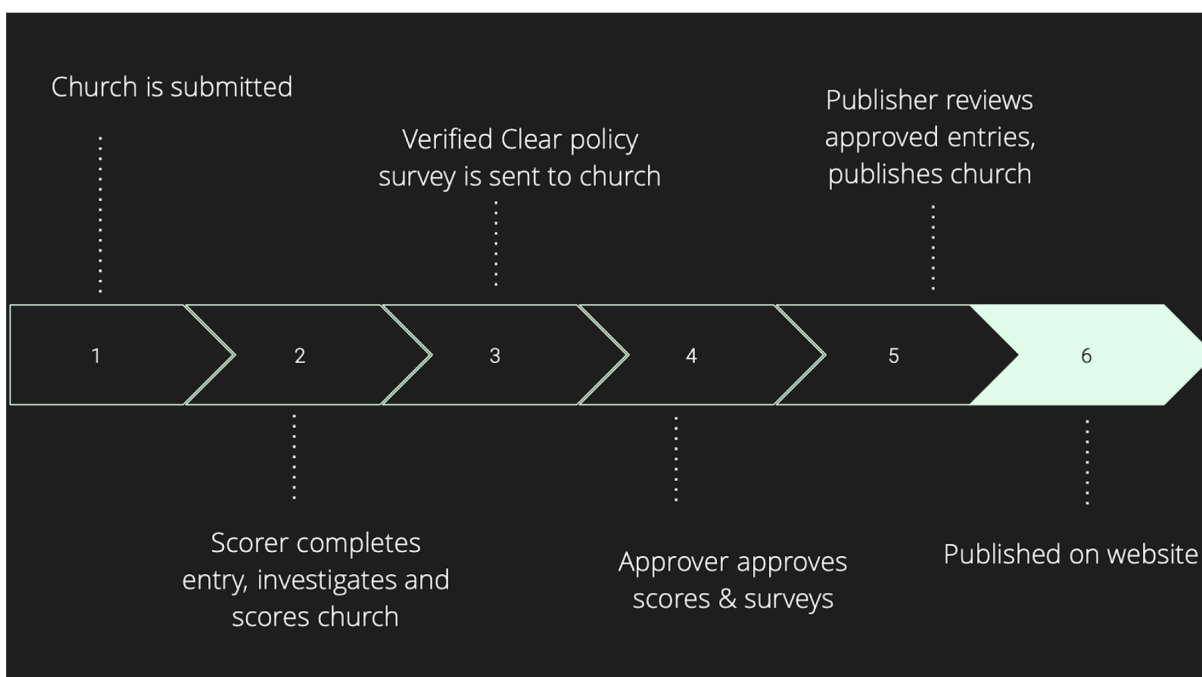 Church is submitted
Verified Clear policy
survey is sent to church
Publisher reviews
approved entries,
publishes church
1
2
3
4
5
6
Scorer completes
entry, investigates and
scores church
Approver approves
scores & surveys
Published on website